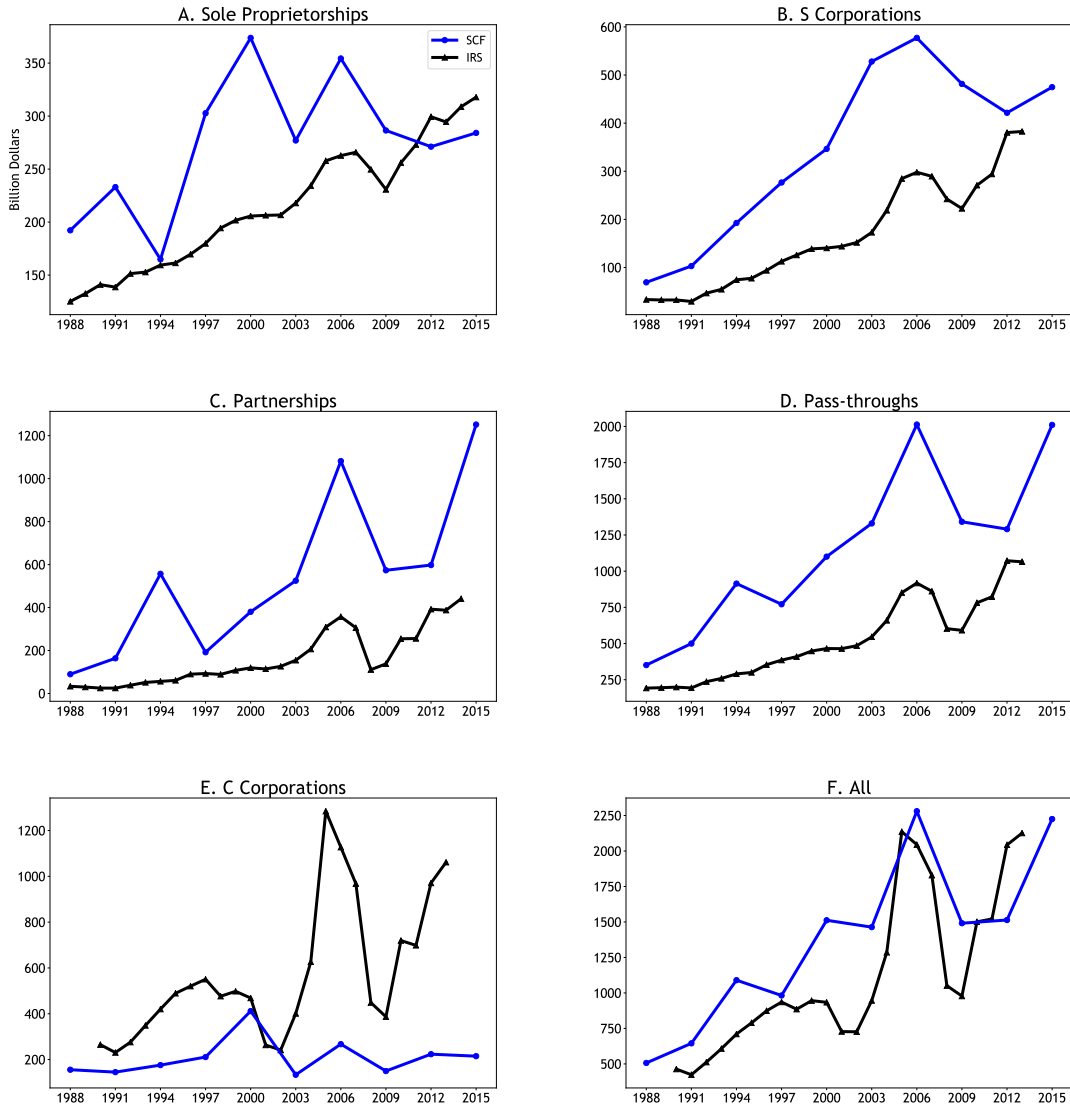 A. Sole Proprietorships
SCF
IRS
Billion Dollars
350
300
250
200
150
1988 1991 1994 1997 2000 2003 2006 2009 2012 2015
B. S Corporations
600
500
400
300
200
100
1988 1991 1994 1997 2000 2003 2006 2009 2012 2015
C. Partnerships
1200
1000
800
600
400
200
0
1988 1991 1994 1997 2000 2003 2006 2009 2012 2015
D. Pass-throughs
2000
1750
1500
1250
1000
750
500
250
1988 1991 1994 1997 2000 2003 2006 2009 2012 2015
E. C Corporations
1200
1000
800
600
400
200
1988 1991 1994 1997 2000 2003 2006 2009 2012 2015
F. All
2250
2000
1750
1500
1250
1000
750
500
1988 1991 1994 1997 2000 2003 2006 2009 2012 2015